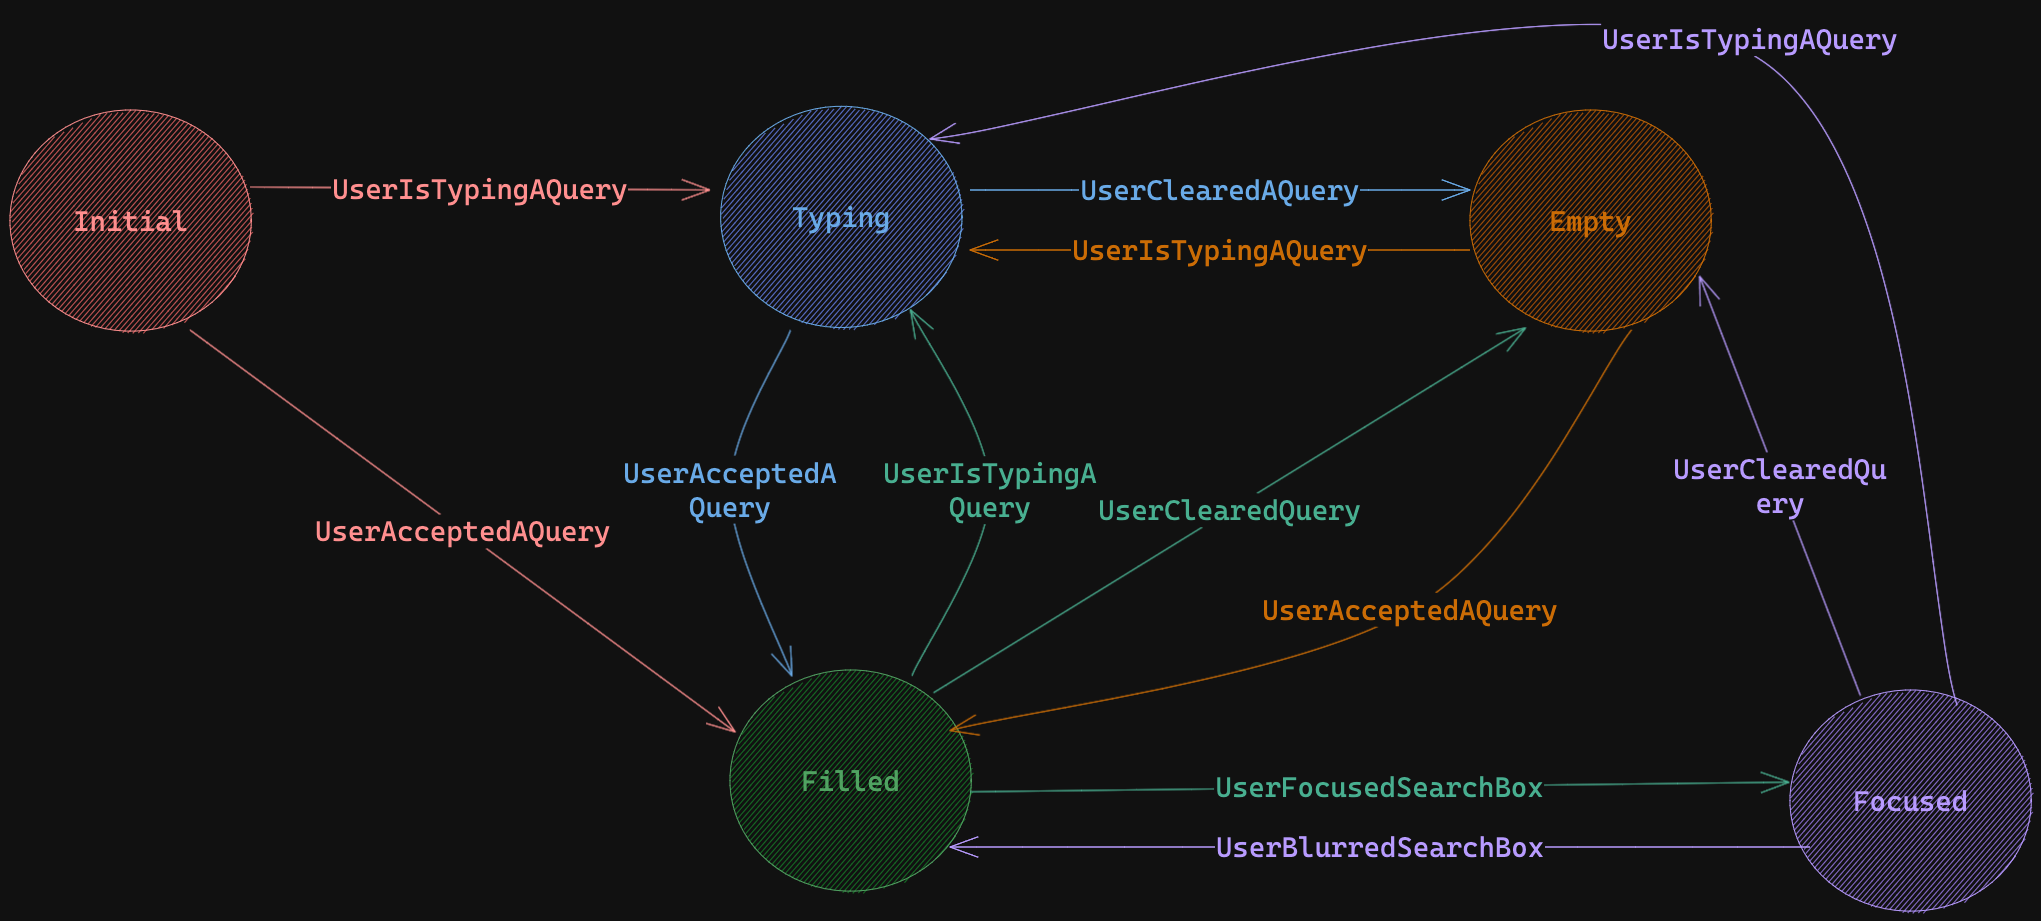 UserIsTypingAQuery
Initial
UserIsTypingAQuery
Typing
UserClearedAQuery
UserIsTypingAQuery
Empty
UserAcceptedA
Query
UserIsTypingA
Query
UserClearedQuery
UserClearedQu
ery
UserAcceptedAQuery
UserAcceptedAQuery
Filled
UserFocusedSearchBox
UserBlurredSearchBox
Focused